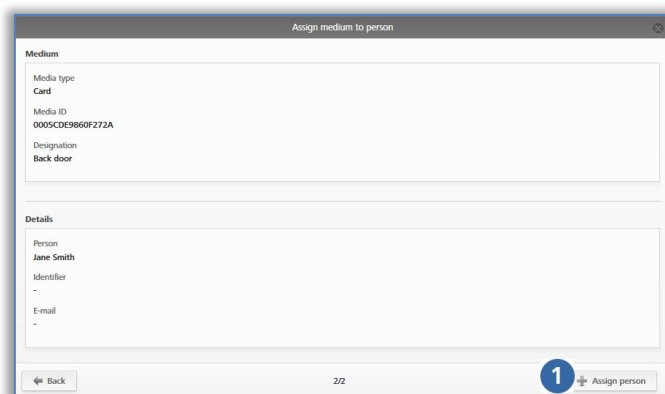 Assign medium to person
Medium
Media type
Card
Media ID
0005CDE9860F272A
Designation
Back door
Details
Person
Jane Smith
Identifier
-
E-mail
-
Back
2/2
1
Assign person